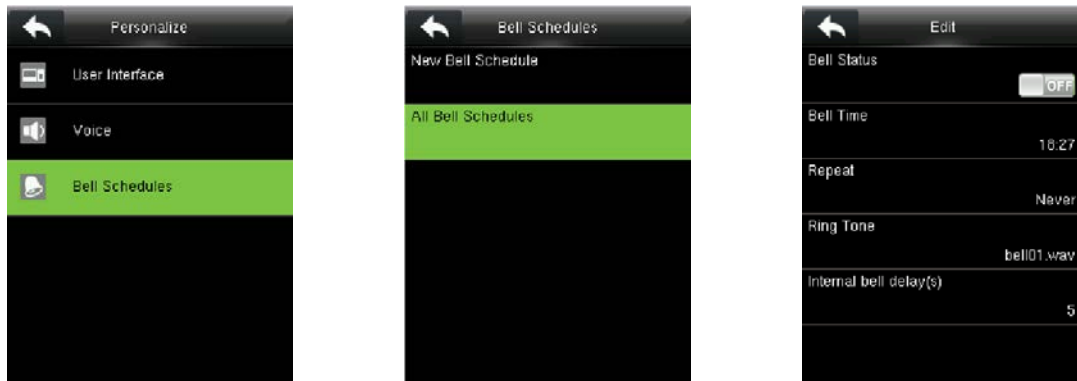 Personalize
User Interface
Voice
Bell Schedules
Bell Schedules
New Bell Schedule
All Bell Schedules
Edit
Bell Status
OFF
Bell Time
18:27
Repeat
Never
Ring Tone
bell01.wav
Internal bell delay(s)
5